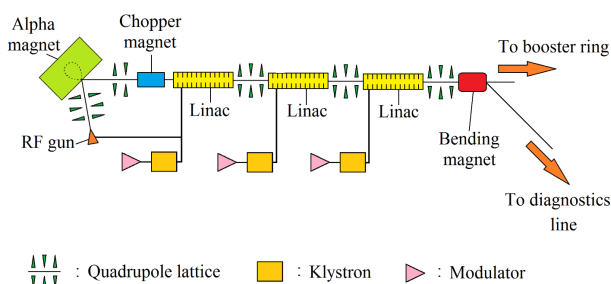 Alpha
magnet
Chopper
magnet
To booster ring
Linac
Linac
Linac
RF gun
Bending
magnet
To diagnostics
line
: Quadrupole lattice
: Klystron
: Modulator